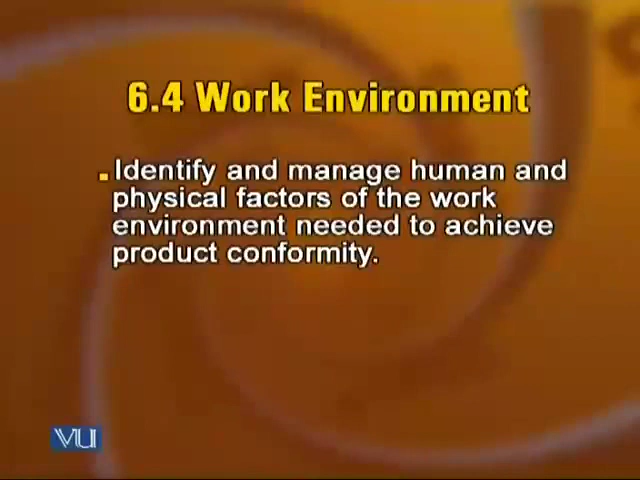 6.4 Work Environment
Identify and manage human and
physical factors of the work
environment needed to achieve
product conformity.
VU